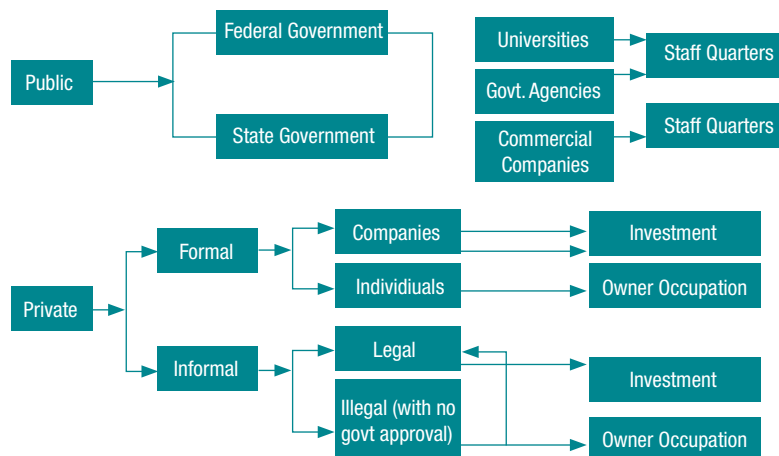 Federal Government
Universities
Staff Quarters
Public
Govt. Agencies
State Government
Staff Quarters
Commercial
Companies
Companies
Investment
Formal
Individiuals
Owner Occupation
Private
Legal
Informal
Investment
Illegal (with no
govt approval)
Owner Occupation